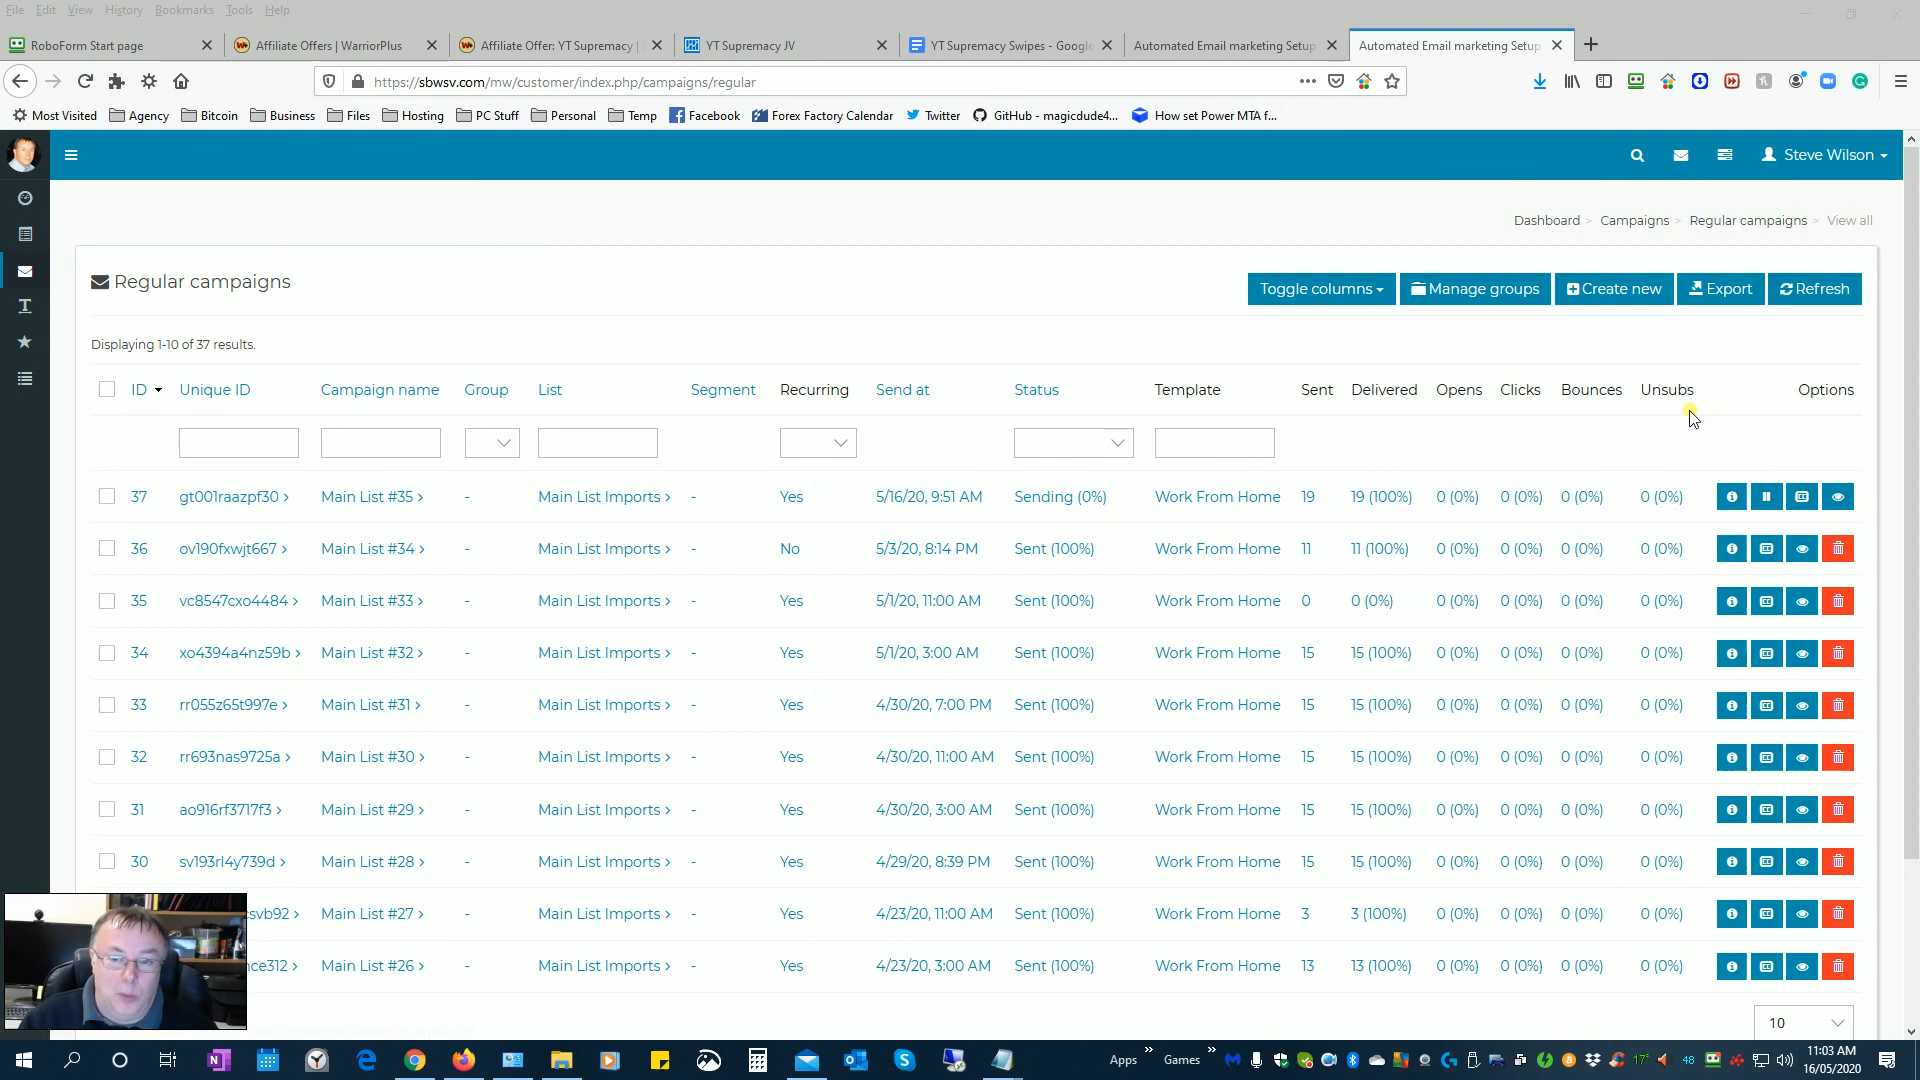 File Edit View History Bookmarks Tools Help
RoboForm Start page
Affiliate Offers | WarriorPlus
Affiliate Offer: YT Supremacy |
YT Supremacy JV
YT Supremacy Swipes - Google
Automated Email marketing Setup
Automated Email marketing Setup
https://sbwsv.com/mw/customer/index.php/campaigns/regular
Most Visited Agency Bitcoin Business Files Hosting PC Stuff Personal Temp Facebook Forex Factory Calendar Twitter GitHub - magicdude4... How set Power MTA f...
Steve Wilson
Dashboard > Campaigns > Regular campaigns > View all
Regular campaigns
Toggle columns Manage groups Create new Export Refresh
Displaying 1-10 of 37 results.
ID Unique ID Campaign name Group List Segment Recurring Send at Status Template Sent Delivered Opens Clicks Bounces Unsubs Options
37 gt001raazpf30 > Main List #35 > - Main List Imports > - Yes 5/16/20, 9:51 AM Sending (0%) Work From Home 19 19 (100%) 0 (0%) 0 (0%) 0 (0%) 0 (0%)
36 ov190fxwjt667 > Main List #34 > - Main List Imports > - No 5/3/20, 8:14 PM Sent (100%) Work From Home 11 11 (100%) 0 (0%) 0 (0%) 0 (0%) 0 (0%)
35 vc8547cxo4484 > Main List #33 > - Main List Imports > - Yes 5/1/20, 11:00 AM Sent (100%) Work From Home 0 0 (0%) 0 (0%) 0 (0%) 0 (0%) 0 (0%)
34 xo4394a4nz59b > Main List #32 > - Main List Imports > - Yes 5/1/20, 3:00 AM Sent (100%) Work From Home 15 15 (100%) 0 (0%) 0 (0%) 0 (0%) 0 (0%)
33 rr055z65t997e > Main List #31 > - Main List Imports > - Yes 4/30/20, 7:00 PM Sent (100%) Work From Home 15 15 (100%) 0 (0%) 0 (0%) 0 (0%) 0 (0%)
32 rr693nas9725a > Main List #30 > - Main List Imports > - Yes 4/30/20, 11:00 AM Sent (100%) Work From Home 15 15 (100%) 0 (0%) 0 (0%) 0 (0%) 0 (0%)
31 ao916rf3717f3 > Main List #29 > - Main List Imports > - Yes 4/30/20, 3:00 AM Sent (100%) Work From Home 15 15 (100%) 0 (0%) 0 (0%) 0 (0%) 0 (0%)
30 sv193rl4y739d > Main List #28 > - Main List Imports > - Yes 4/29/20, 8:39 PM Sent (100%) Work From Home 15 15 (100%) 0 (0%) 0 (0%) 0 (0%) 0 (0%)
csvb92 > Main List #27 > - Main List Imports > - Yes 4/23/20, 11:00 AM Sent (100%) Work From Home 3 3 (100%) 0 (0%) 0 (0%) 0 (0%) 0 (0%)
nce312 > Main List #26 > - Main List Imports > - Yes 4/23/20, 3:00 AM Sent (100%) Work From Home 13 13 (100%) 0 (0%) 0 (0%) 0 (0%) 0 (0%)
10
Apps Games 17° 48 11:03 AM
16/05/2020